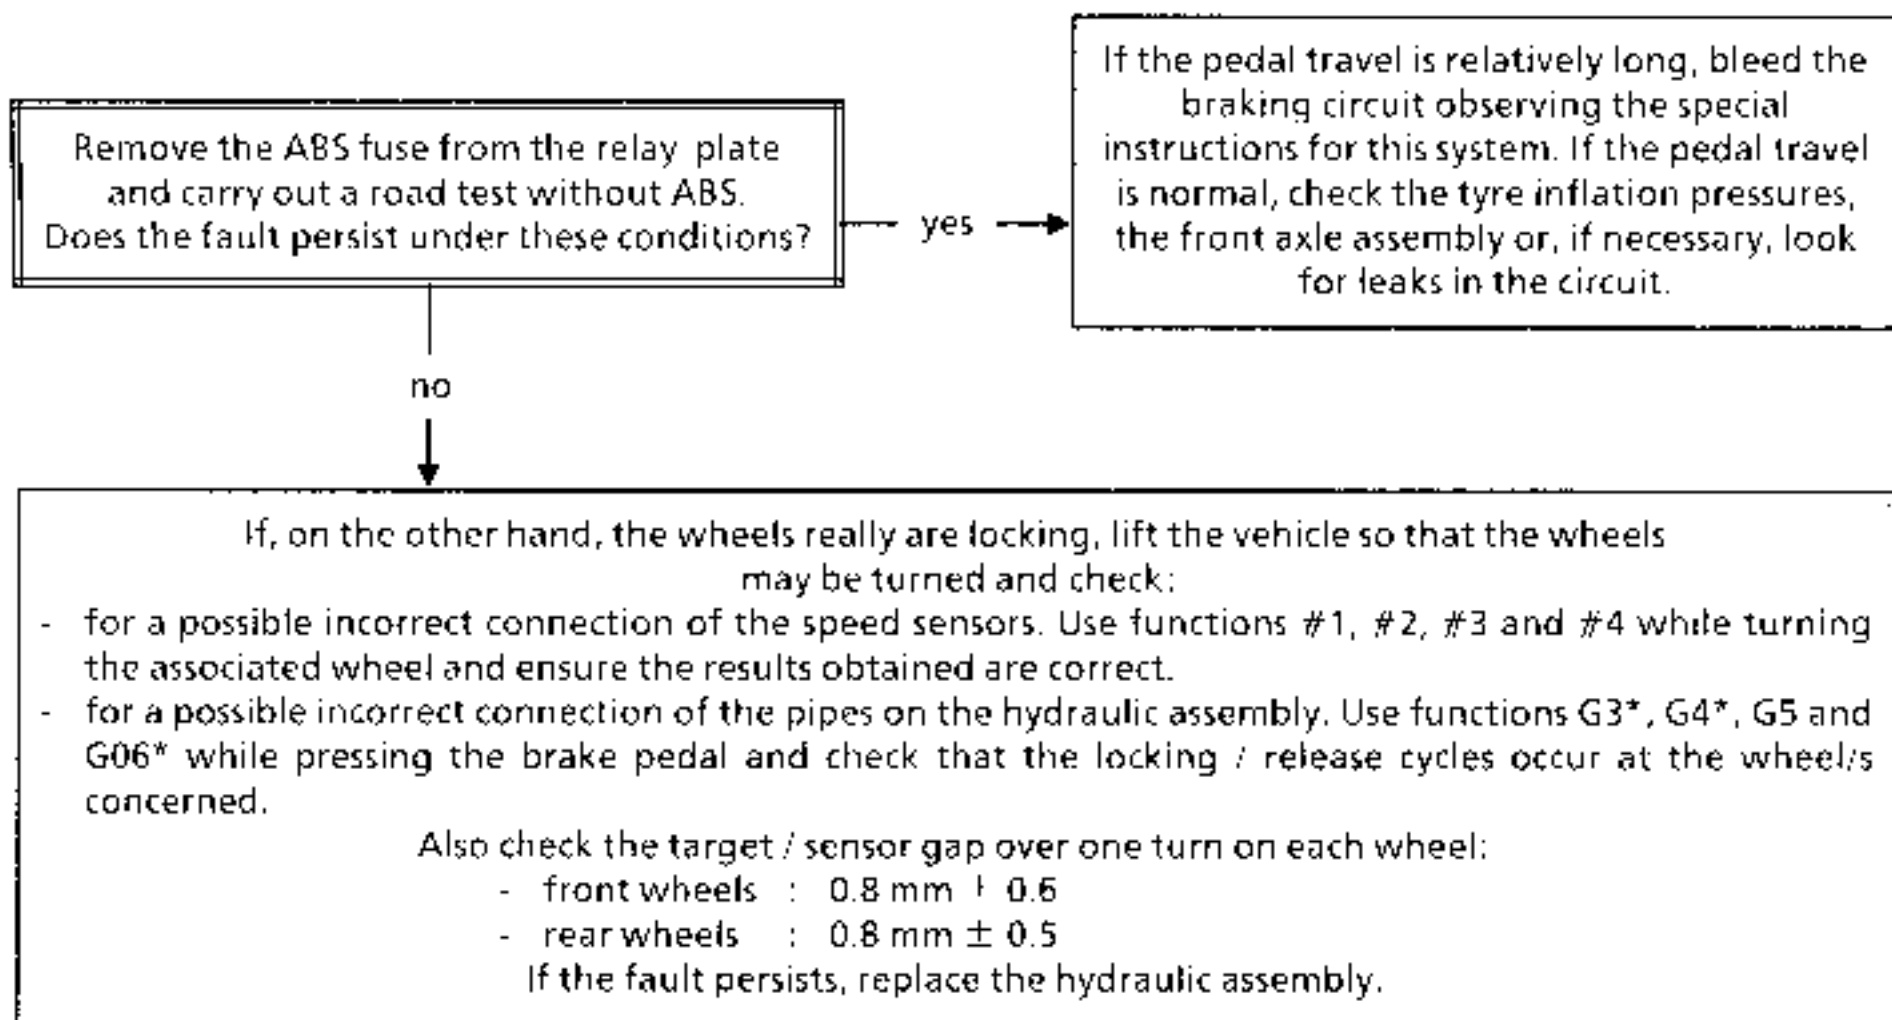 Remove the ABS fuse from the relay plate
and carry out a road test without ABS.
Does the fault persist under these conditions?
yes
If the pedal travel is relatively long, bleed the
braking circuit observing the special
instructions for this system. If the pedal travel
is normal, check the tyre inflation pressures,
the front axle assembly or, if necessary, look
for leaks in the circuit.
no
If, on the other hand, the wheels really are locking, lift the vehicle so that the wheels
may be turned and check:
- for a possible incorrect connection of the speed sensors. Use functions #1, #2, #3 and #4 while turning
the associated wheel and ensure the results obtained are correct.
- for a possible incorrect connection of the pipes on the hydraulic assembly. Use functions G3*, G4*, G5 and
G06* while pressing the brake pedal and check that the locking / release cycles occur at the wheel/s
concerned.
Also check the target / sensor gap over one turn on each wheel:
- front wheels : 0.8 mm 0.6
- rear wheels : 0.8 mm ± 0.5
If the fault persists, replace the hydraulic assembly.